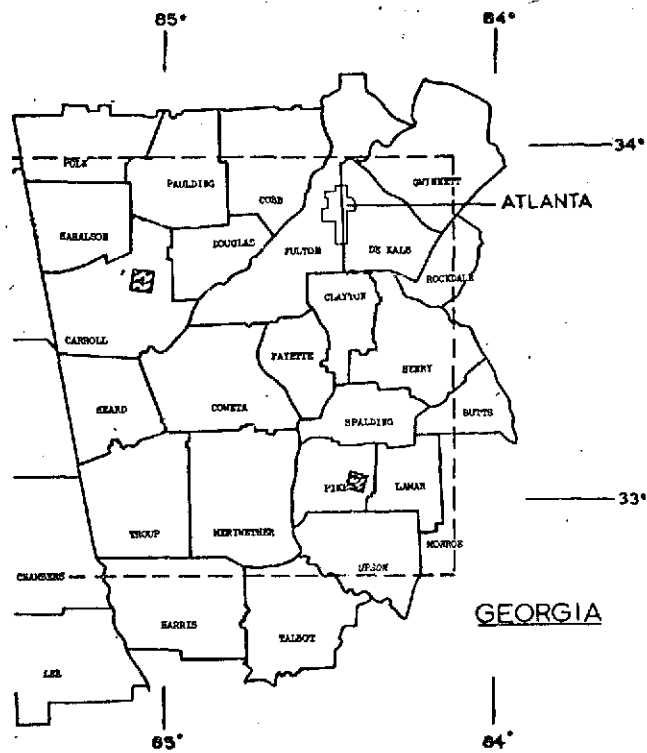 85° 84°
34°
POLK
PAULDING
GWINNETT
COBB
ATLANTA
HARALSON
DOUGLAS
FULTON
DE KALB
ROCKDALE
CLAYTON
CARROLL
FAYETTE
HENRY
HEARD
COWETA
BUTTS
SPALDING
PIKE
LAMAR
33°
TROUP
MERIWETHER
MONROE
UPSON
CHAMBERS
GEORGIA
HARRIS
TALBOT
LEE
85° 84°